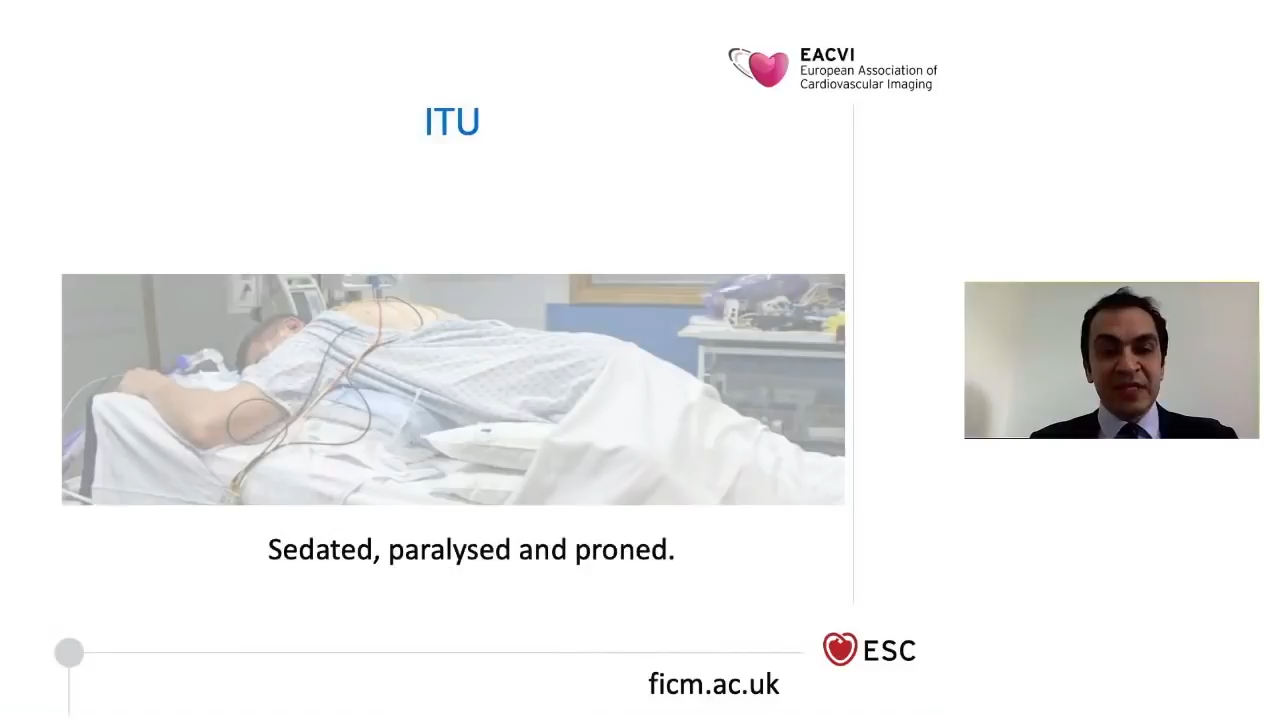 EACVI
European Association of
Cardiovascular Imaging
ITU
Sedated, paralysed and proned.
ESC
ficm.ac.uk